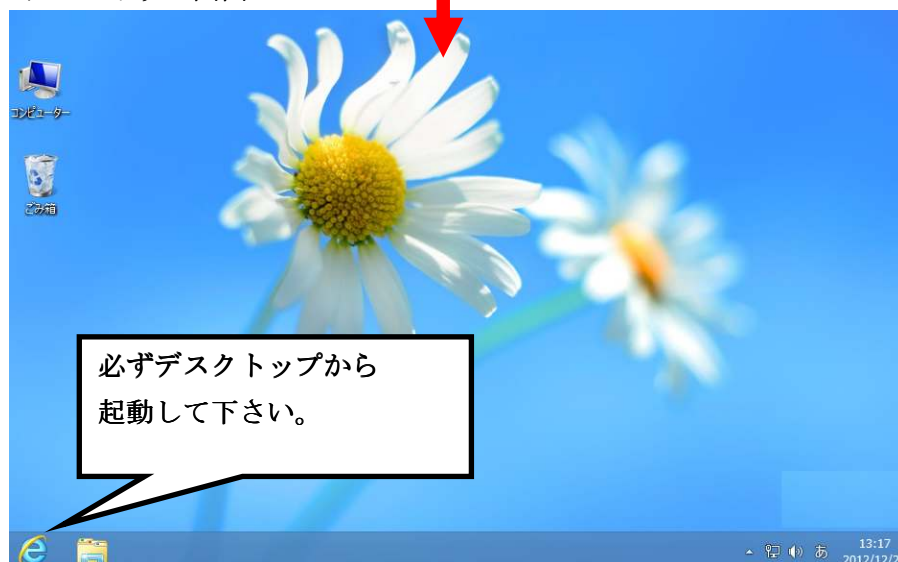 コンピューター
ごみ箱
必ずデスクトップから
起動して下さい。
あ
13:17